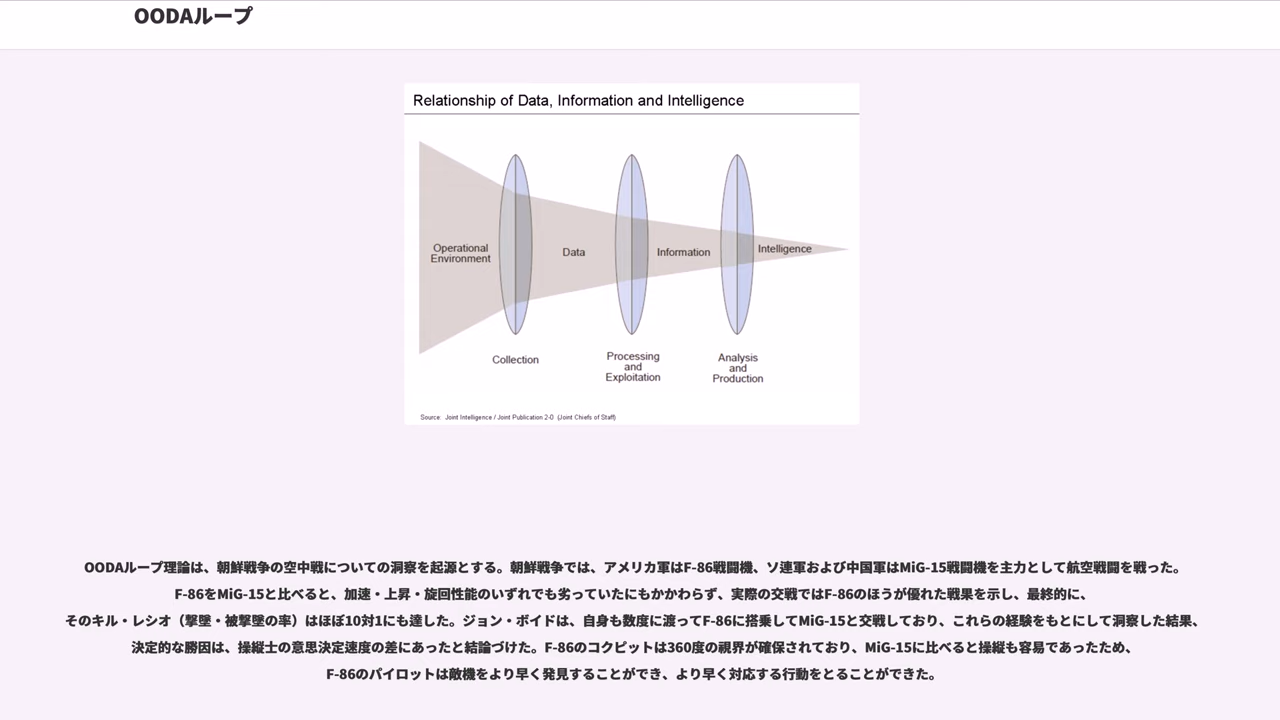 OODAループ
Relationship of Data, Information and Intelligence
Operational
Environment
Data
Information
Intelligence
Collection
Processing
and
Exploitation
Analysis
and
Production
Source: Joint Intelligence / Joint Publication 2-0 (Joint Chiefs of Staff)
OODAループ理論は、朝鮮戦争の空中戦についての洞察を起源とする。朝鮮戦争では、アメリカ軍はF-86戦闘機、ソ連軍および中国軍はMiG-15戦闘機を主力として航空戦闘を戦った。
F-86をMiG-15と比べると、加速・上昇・旋回性能のいずれでも劣っていたにもかかわらず、実際の交戦ではF-86のほうが優れた戦果を示し、最終的に、
そのキル・レシオ（撃墜・被撃墜の率）はほぼ10対1にも達した。ジョン・ボイドは、自身も数度に渡ってF-86に搭乗してMiG-15と交戦しており、これらの経験をもとにして洞察した結果、
決定的な勝因は、操縦士の意思決定速度の差にあったと結論づけた。F-86のコクピットは360度の視界が確保されており、MiG-15に比べると操縦も容易であったため、
F-86のパイロットは敵機をより早く発見することができ、より早く対応する行動をとることができた。